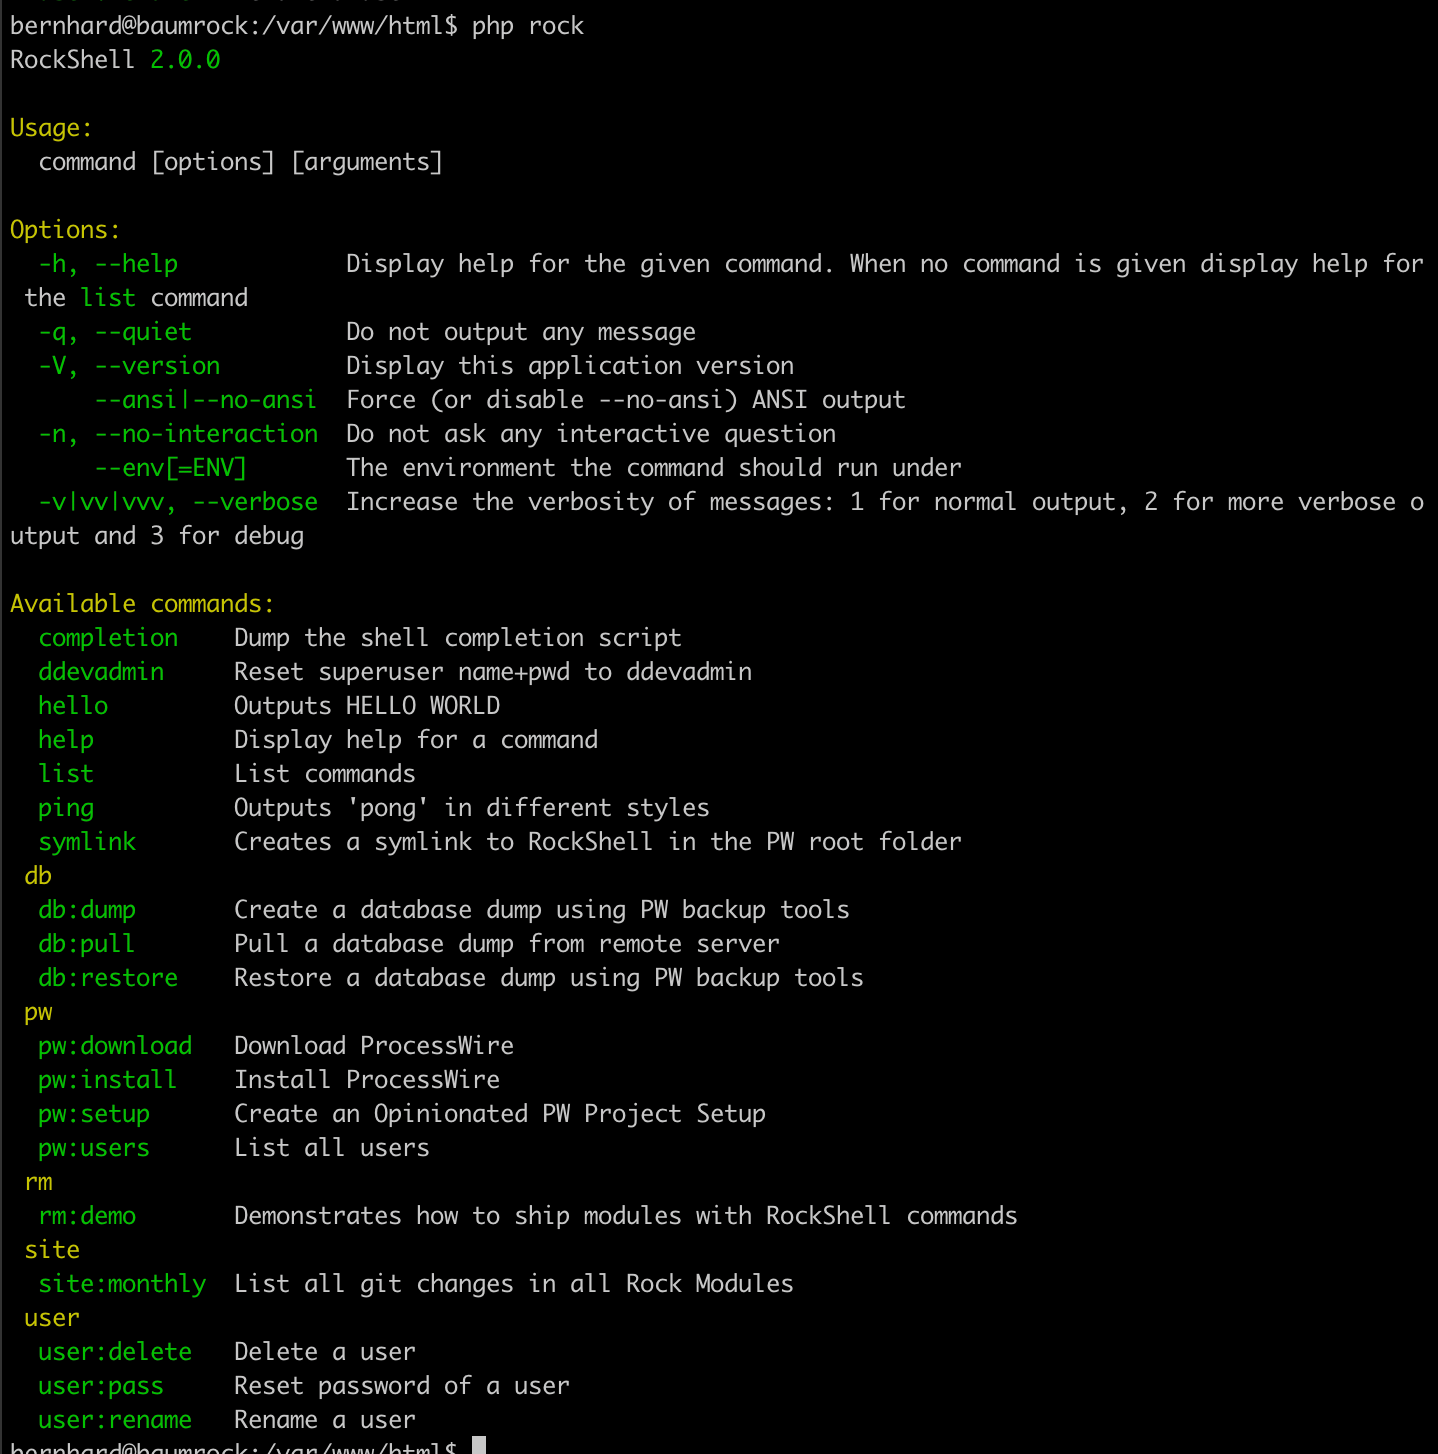 bernhard@baumrock:/var/www/html$ php rock
RockShell 2.0.0
Usage:
  command [options] [arguments]
Options:
  -h, --help            Display help for the given command. When no command is given display help for
 the list command
  -q, --quiet           Do not output any message
  -V, --version         Display this application version
      --ansi|--no-ansi  Force (or disable --no-ansi) ANSI output
  -n, --no-interaction  Do not ask any interactive question
      --env[=ENV]       The environment the command should run under
  -v|vv|vvv, --verbose  Increase the verbosity of messages: 1 for normal output, 2 for more verbose o
utput and 3 for debug
Available commands:
  completion    Dump the shell completion script
  ddevadmin     Reset superuser name+pwd to ddevadmin
  hello         Outputs HELLO WORLD
  help          Display help for a command
  list          List commands
  ping          Outputs 'pong' in different styles
  symlink       Creates a symlink to RockShell in the PW root folder
 db
  db:dump       Create a database dump using PW backup tools
  db:pull       Pull a database dump from remote server
  db:restore    Restore a database dump using PW backup tools
 pw
  pw:download   Download ProcessWire
  pw:install    Install ProcessWire
  pw:setup      Create an Opinionated PW Project Setup
  pw:users      List all users
 rm
  rm:demo       Demonstrates how to ship modules with RockShell commands
 site
  site:monthly  List all git changes in all Rock Modules
 user
  user:delete   Delete a user
  user:pass     Reset password of a user
  user:rename   Rename a user
bernhard@baumrock:/var/www/html$